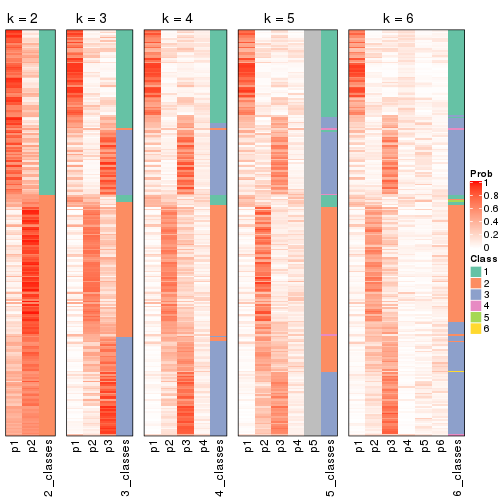 k = 2
k = 3
k = 4
k = 5
k = 6
p1
p2
2_classes
p1
p2
p3
3_classes
p1
p2
p3
p4
4_classes
p1
p2
p3
p4
p5
5_classes
p1
p2
p3
p4
p5
p6
6_classes
Prob
1
0.8
0.6
0.4
0.2
0
Class
1
2
3
4
5
6